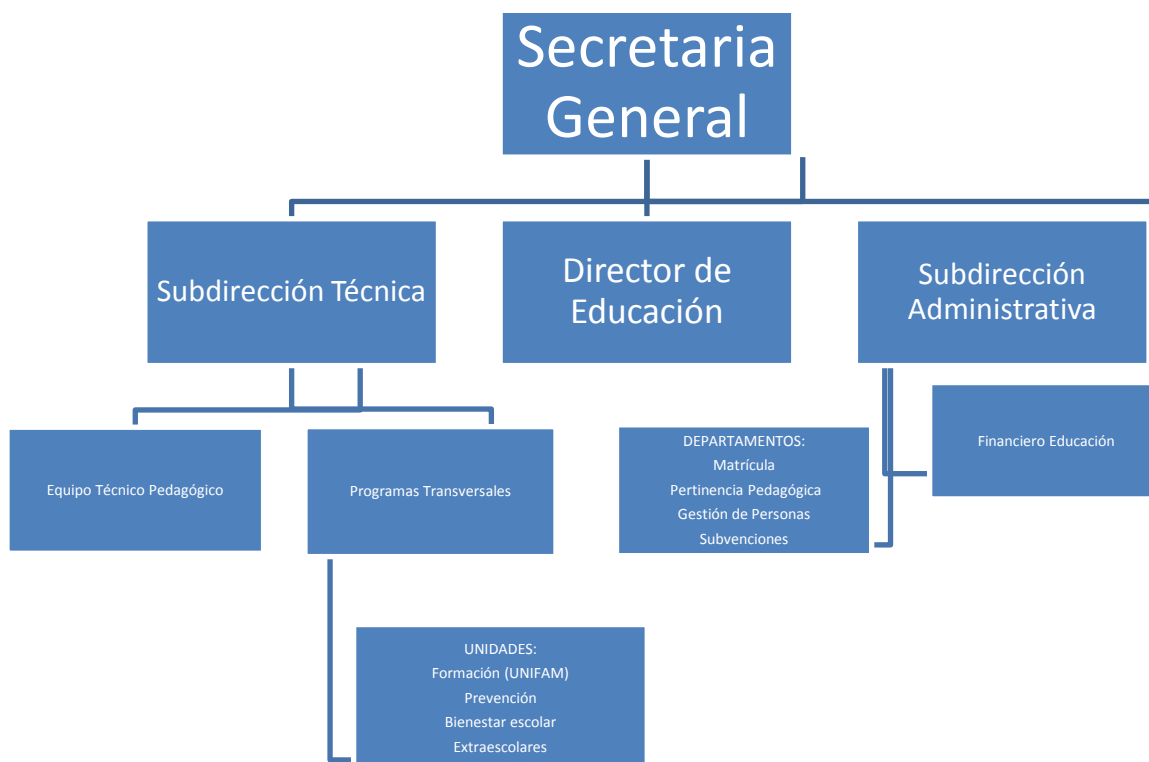 Secretaria
General
Subdirección Técnica
Director de
Educación
Subdirección
Administrativa
Equipo Técnico Pedagógico
Programas Transversales
DEPARTAMENTOS:
Matrícula
Pertinencia Pedagógica
Gestión de Personas
Subvenciones
Financiero Educación
UNIDADES:
Formación (UNIFAM)
Prevención
Bienestar escolar
Extraescolares